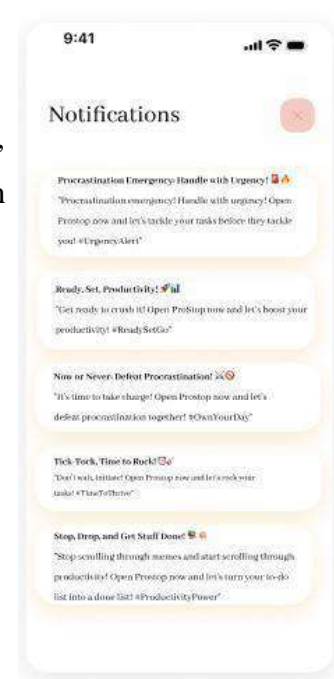 9:41
Notifications
Procrastination Emergency: Handle with Urgency! 🚨🔥
"Procrastination emergency! Handle with urgency! Open
Prostop now and let's tackle your tasks before they tackle
you! #UrgencyAlert"
Ready, Set, Productivity! 🚀📊
"Get ready to crush it! Open ProStop now and let's boost your
productivity! #ReadySetGo"
Now or Never: Defeat Procrastination! ⚔️🚫
"It's time to take charge! Open Prostop now and let's
defeat procrastination together! #OwnYourDay"
Tick-Tock, Time to Rock! ⏰🎸
"Don't wait, initiate! Open Prostop now and let's rock your
tasks! #TimeToThrive"
Stop, Drop, and Get Stuff Done!
"Stop scrolling through memes and start scrolling through
productivity! Open Prostop now and let's turn your to-do
list into a done list! #ProductivityPower"